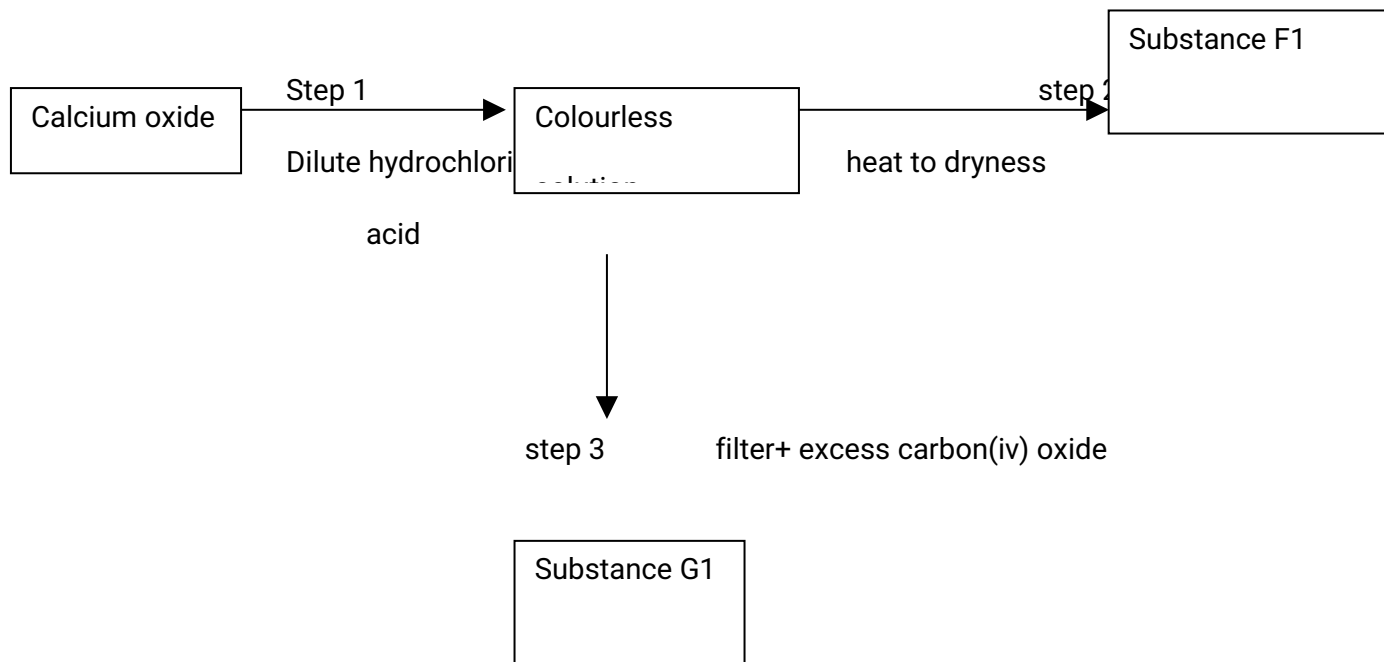 Substance F1
Step 1
step
Calcium oxide
Colourless
Dilute hydrochlori
heat to dryness
acid
step 3
filter+ excess carbon(iv) oxide
Substance G1